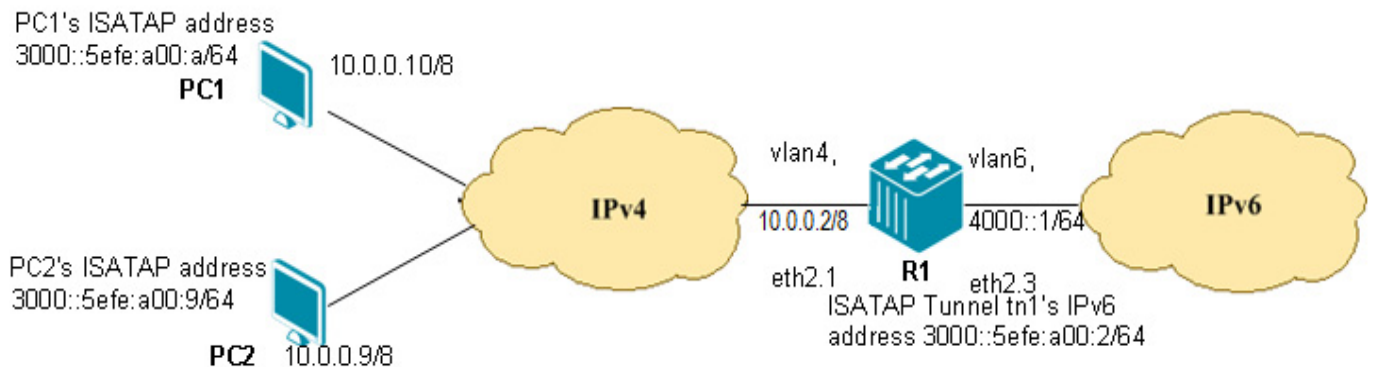 PC1's ISATAP address
3000::5efe:a00:a/64
PC1
10.0.0.10/8
IPv4
vlan4,
10.0.0.2/8
eth2.1
R1
vlan6,
4000::1/64
eth2.3
IPv6
ISATAP Tunnel tn1's IPv6
address 3000::5efe:a00:2/64
PC2's ISATAP address
3000::5efe:a00:9/64
PC2
10.0.0.9/8